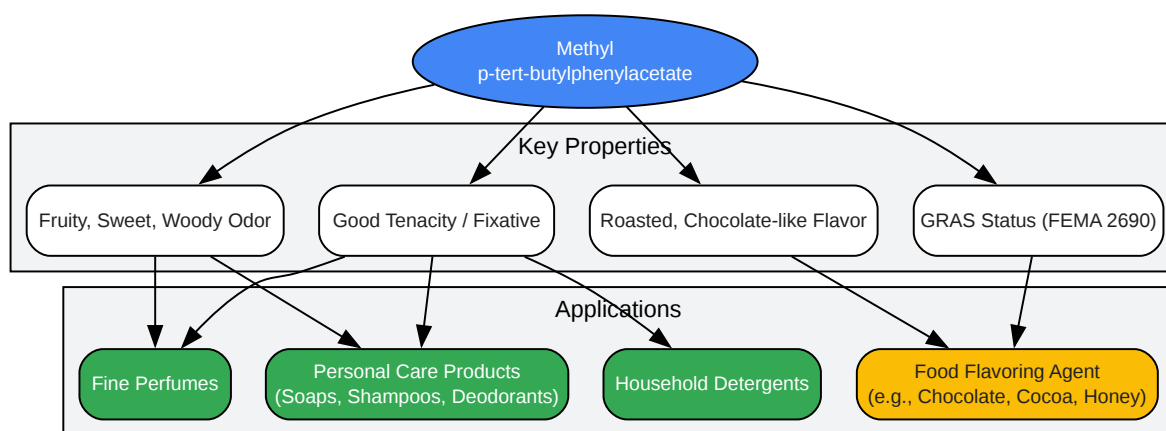 Methyl
p-tert-butylphenylacetate
Key Properties
Fruity, Sweet, Woody Odor
Good Tenacity / Fixative
Roasted, Chocolate-like Flavor
GRAS Status (FEMA 2690)
Applications
Fine Perfumes
Personal Care Products
(Soaps, Shampoos, Deodorants)
Household Detergents
Food Flavoring Agent
(e.g., Chocolate, Cocoa, Honey)